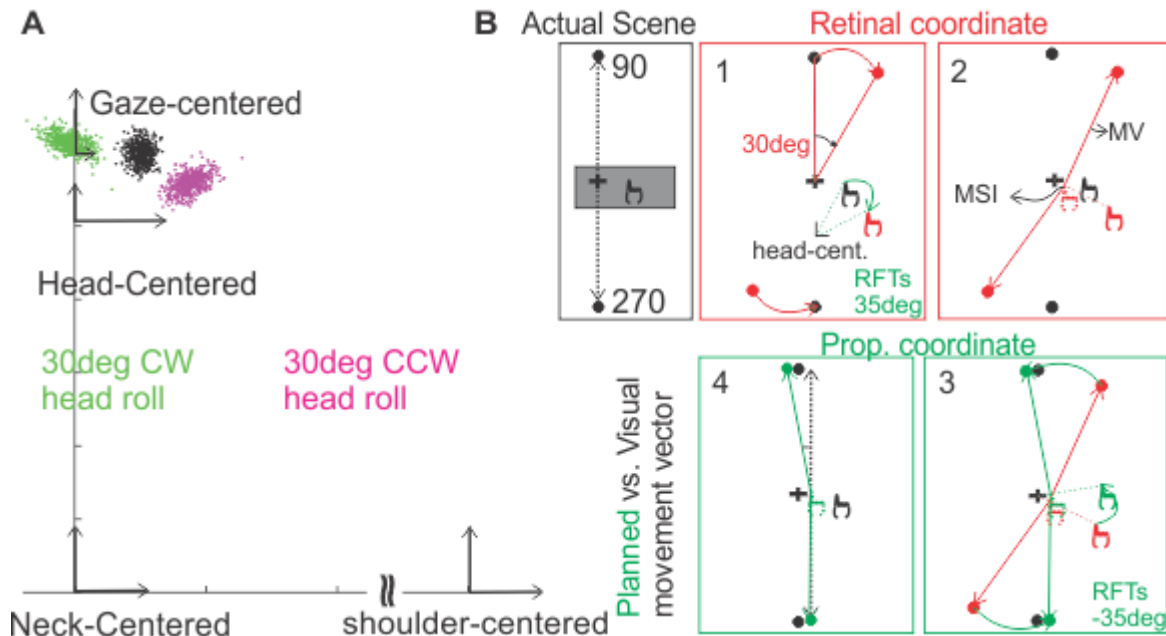 A
Gaze-centered
Head-Centered
30deg CW
head roll
30deg CCW
head roll
Neck-Centered
shoulder-centered
B
Actual Scene
Retinal coordinate
90
270
1
30deg
head-cent.
RFTs
35deg
2
MV
MSI
Prop. coordinate
Planned vs. Visual
movement vector
4
3
RFTs
-35deg